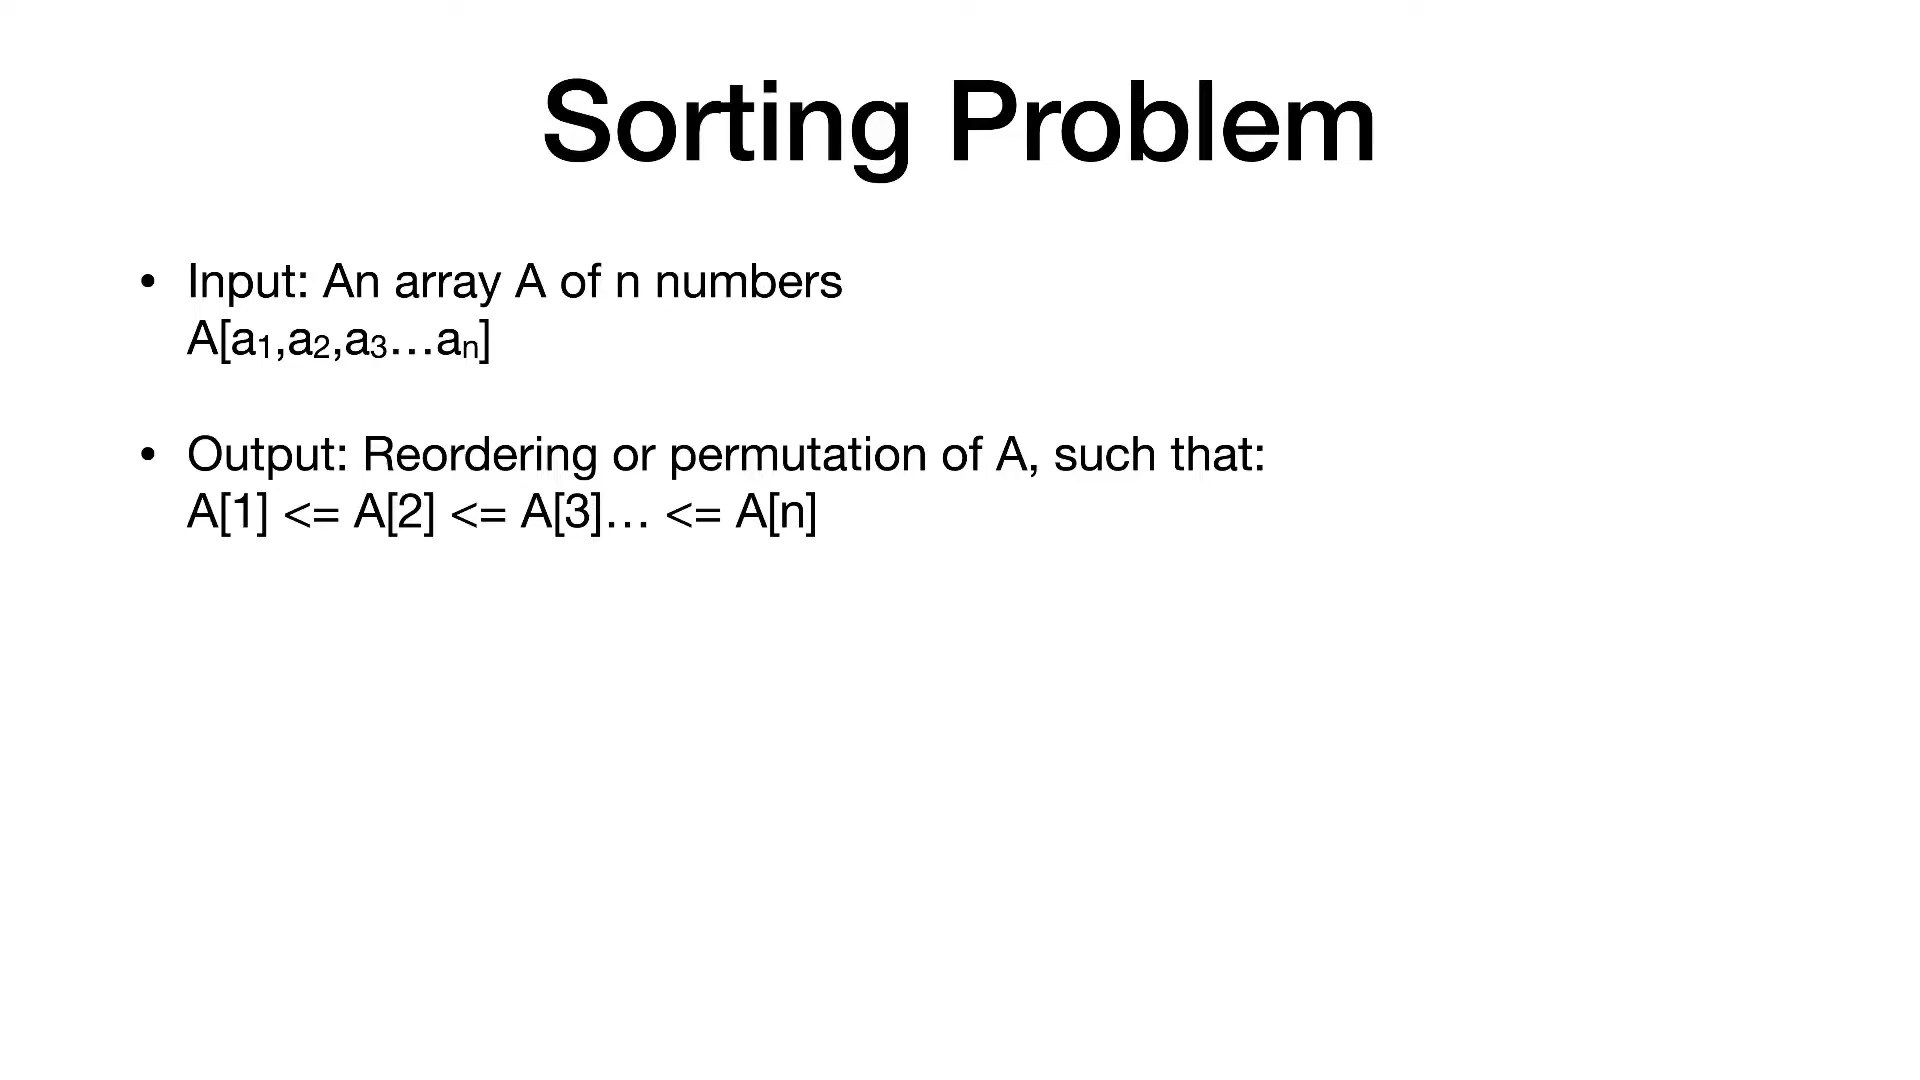 Sorting Problem
• Input: An array A of n numbers
A[a₁,a₂,a₃…aₙ]
• Output: Reordering or permutation of A, such that:
A[1] <= A[2] <= A[3]… <= A[n]